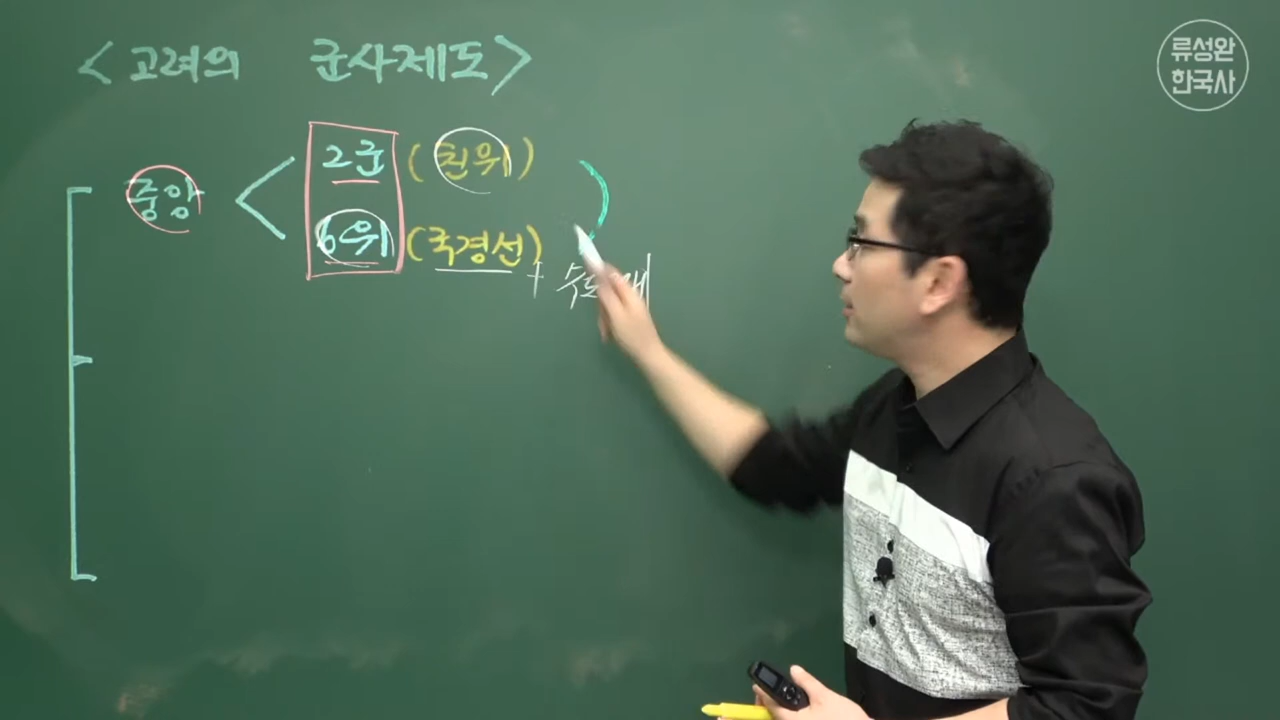 <고려의 군사제도>
류성완
한국사
중앙
2군 (친위)
6위 (국경선)
+